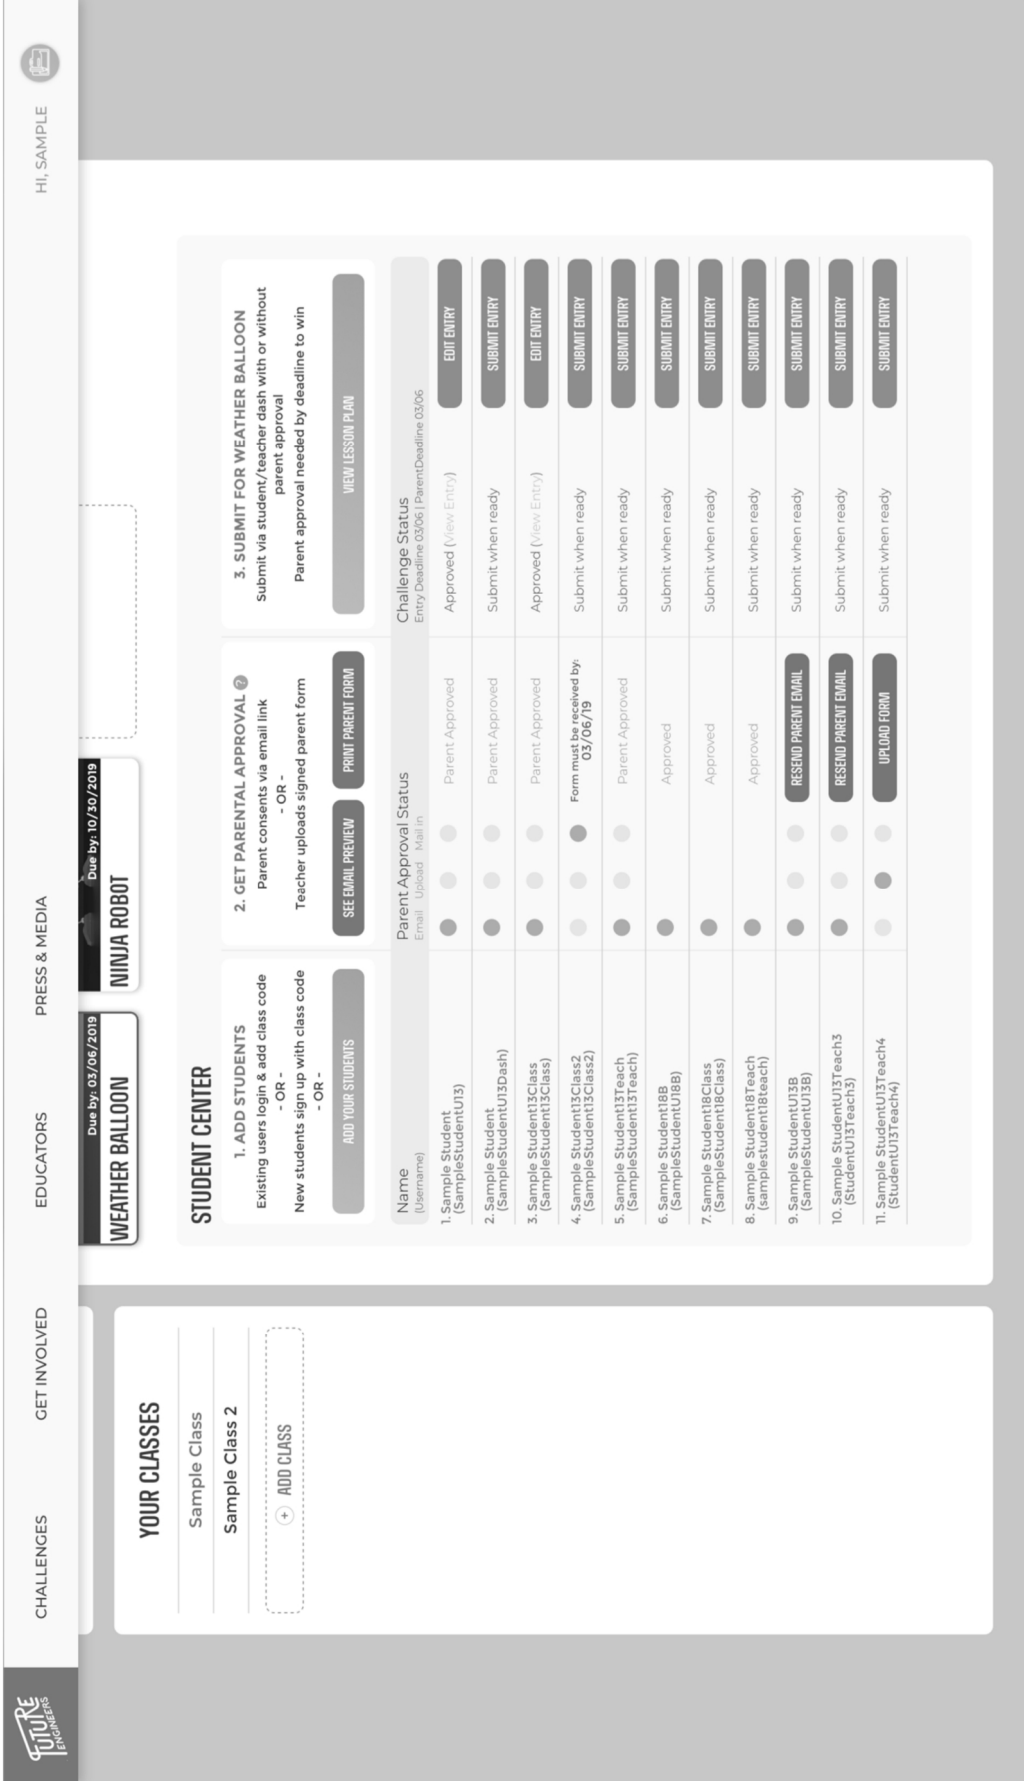 FUTURE
ENGINEERS
CHALLENGES
GET INVOLVED
EDUCATORS
PRESS & MEDIA
HI, SAMPLE
Due by: 03/06/2019
WEATHER BALLOON
Due by: 10/30/2019
NINJA ROBOT
YOUR CLASSES
Sample Class
Sample Class 2
+ ADD CLASS
STUDENT CENTER
1. ADD STUDENTS
Existing users login & add class code
- OR -
New students sign up with class code
- OR -
ADD YOUR STUDENTS
2. GET PARENTAL APPROVAL ?
Parent consents via email link
- OR -
Teacher uploads signed parent form
SEE EMAIL PREVIEW
PRINT PARENT FORM
3. SUBMIT FOR WEATHER BALLOON
Submit via student/teacher dash with or without
parent approval
Parent approval needed by deadline to win
VIEW LESSON PLAN
Name
(Username)
Parent Approval Status
Email Upload Mail in
Challenge Status
Entry Deadline 03/06 | ParentDeadline 03/06
1. Sample Student
(SampleStudentU13)
Parent Approved
Approved (View Entry)
EDIT ENTRY
2. Sample Student
(SampleStudentU13Dash)
Parent Approved
Submit when ready
SUBMIT ENTRY
3. Sample Student13Class
(SampleStudent13Class)
Parent Approved
Approved (View Entry)
EDIT ENTRY
4. Sample Student13Class2
(SampleStudent13Class2)
Form must be received by:
03/06/19
Submit when ready
SUBMIT ENTRY
5. Sample Student13Teach
(SampleStudent13Teach)
Parent Approved
Submit when ready
SUBMIT ENTRY
6. Sample Student18B
(SampleStudentU18B)
Approved
Submit when ready
SUBMIT ENTRY
7. Sample Student18Class
(SampleStudent18Class)
Approved
Submit when ready
SUBMIT ENTRY
8. Sample Student18Teach
(samplestudent18teach)
Approved
Submit when ready
SUBMIT ENTRY
9. Sample StudentU13B
(SampleStudentU13B)
RESEND PARENT EMAIL
Submit when ready
SUBMIT ENTRY
10. Sample StudentU13Teach3
(StudentU13Teach3)
RESEND PARENT EMAIL
Submit when ready
SUBMIT ENTRY
11. Sample StudentU13Teach4
(StudentU13Teach4)
UPLOAD FORM
Submit when ready
SUBMIT ENTRY